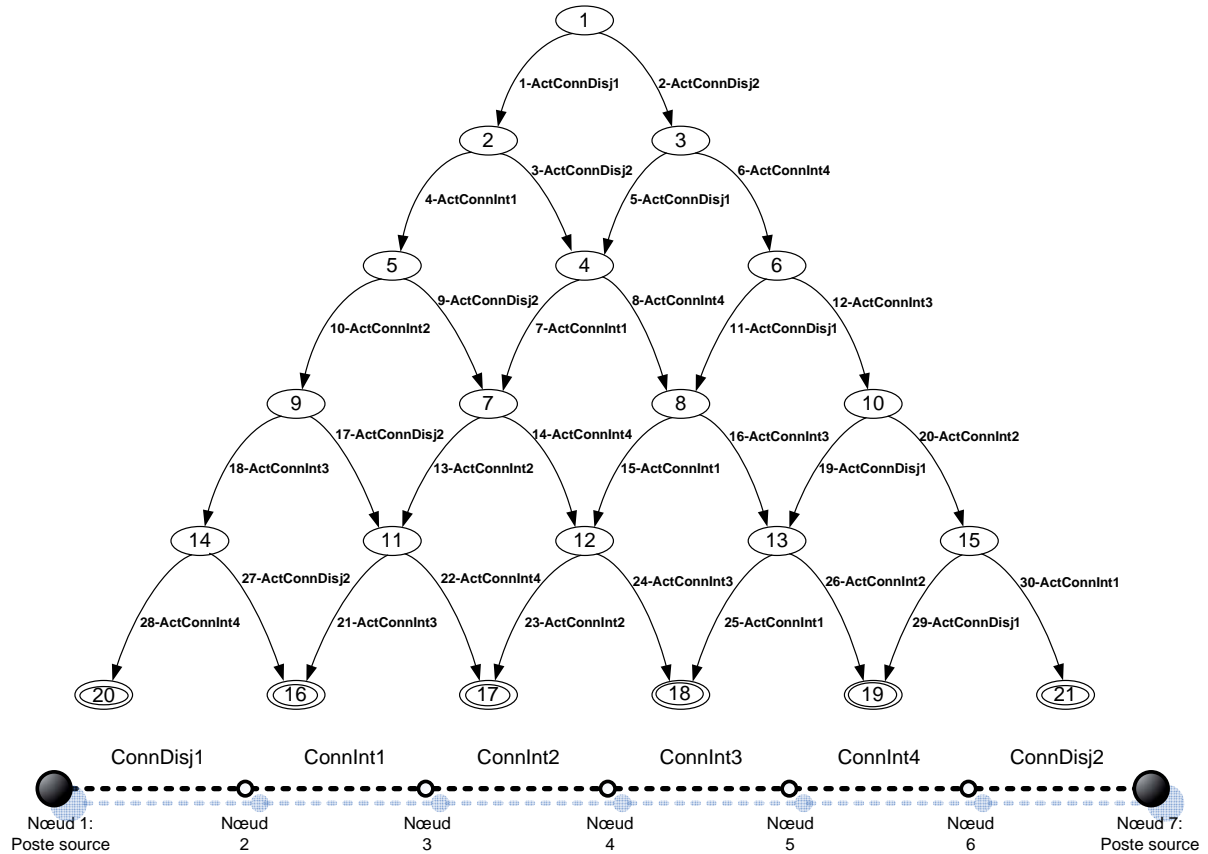 1
1-ActConnDisj1
2-ActConnDisj2
2
3
3-ActConnDisj2
6-ActConnInt4
4-ActConnInt1
5-ActConnDisj1
5
4
6
9-ActConnDisj2
8-ActConnInt4
12-ActConnInt3
10-ActConnInt2
7-ActConnInt1
11-ActConnDisj1
9
7
8
10
17-ActConnDisj2
14-ActConnInt4
16-ActConnInt3
20-ActConnInt2
18-ActConnInt3
13-ActConnInt2
15-ActConnInt1
19-ActConnDisj1
14
11
12
13
15
27-ActConnDisj2
22-ActConnInt4
24-ActConnInt3
26-ActConnInt2
30-ActConnInt1
28-ActConnInt4
21-ActConnInt3
23-ActConnInt2
25-ActConnInt1
29-ActConnDisj1
20
16
17
18
19
21
ConnDisj1
ConnInt1
ConnInt2
ConnInt3
ConnInt4
ConnDisj2
Nœud 1:
Poste source
Nœud
2
Nœud
3
Nœud
4
Nœud
5
Nœud
6
Nœud 7:
Poste source